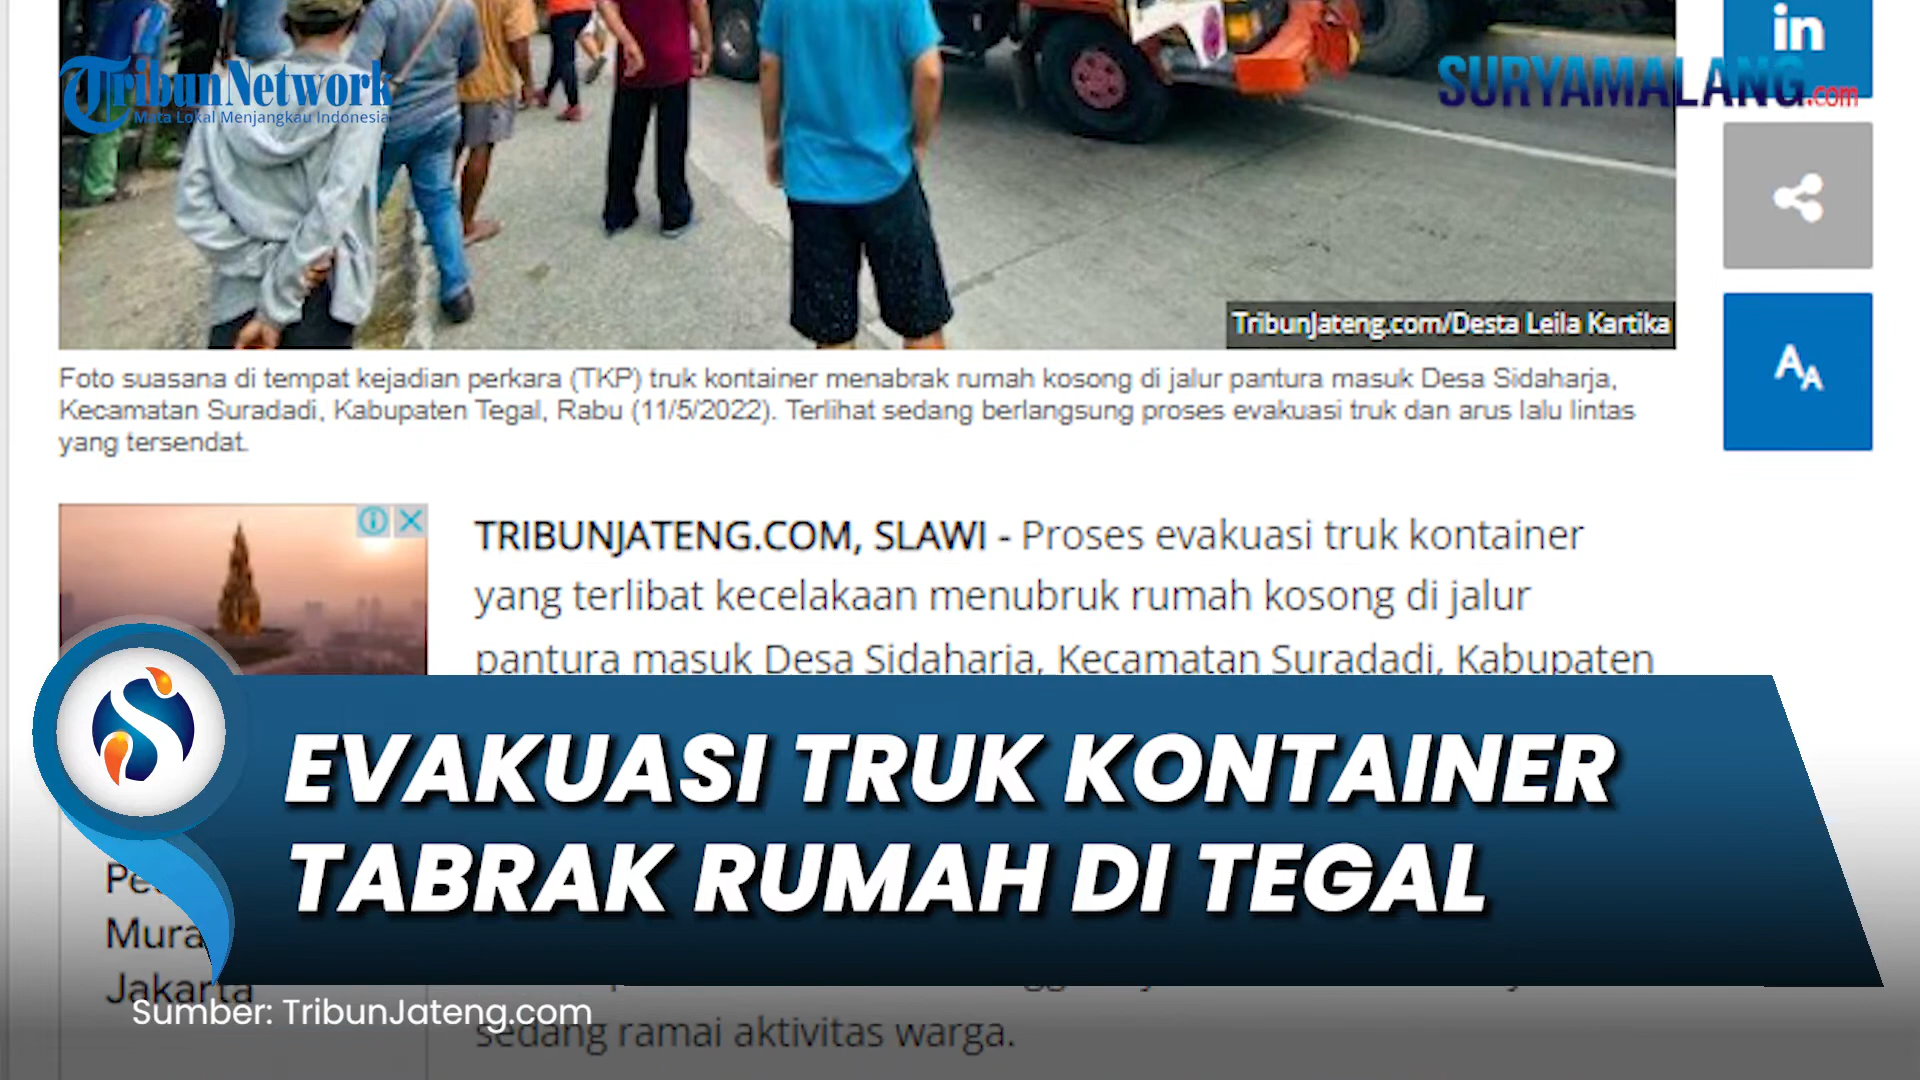 TribunNetwork
Mata Lokal Menjangkau Indonesia
SURYAMALANG.com
in
TribunJateng.com/Desta Leila Kartika
Foto suasana di tempat kejadian perkara (TKP) truk kontainer menabrak rumah kosong di jalur pantura masuk Desa Sidaharja,
Kecamatan Suradadi, Kabupaten Tegal, Rabu (11/5/2022). Terlihat sedang berlangsung proses evakuasi truk dan arus lalu lintas
yang tersendat.
AA
TRIBUNJATENG.COM, SLAWI - Proses evakuasi truk kontainer
yang terlibat kecelakaan menubruk rumah kosong di jalur
pantura masuk Desa Sidaharja, Kecamatan Suradadi, Kabupaten
EVAKUASI TRUK KONTAINER
TABRAK RUMAH DI TEGAL
Jakarta
Sumber: TribunJateng.com
sedang ramai aktivitas warga.